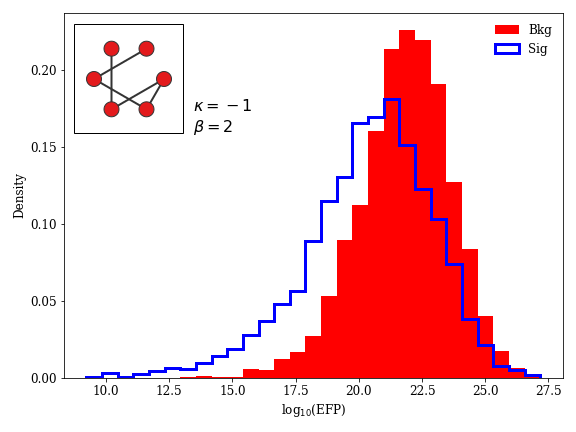 Bkg
Sig
κ = −1
β = 2
0.20
0.15
0.10
0.05
0.00
Density
10.0 12.5 15.0 17.5 20.0 22.5 25.0 27.5
log₁₀(EFP)